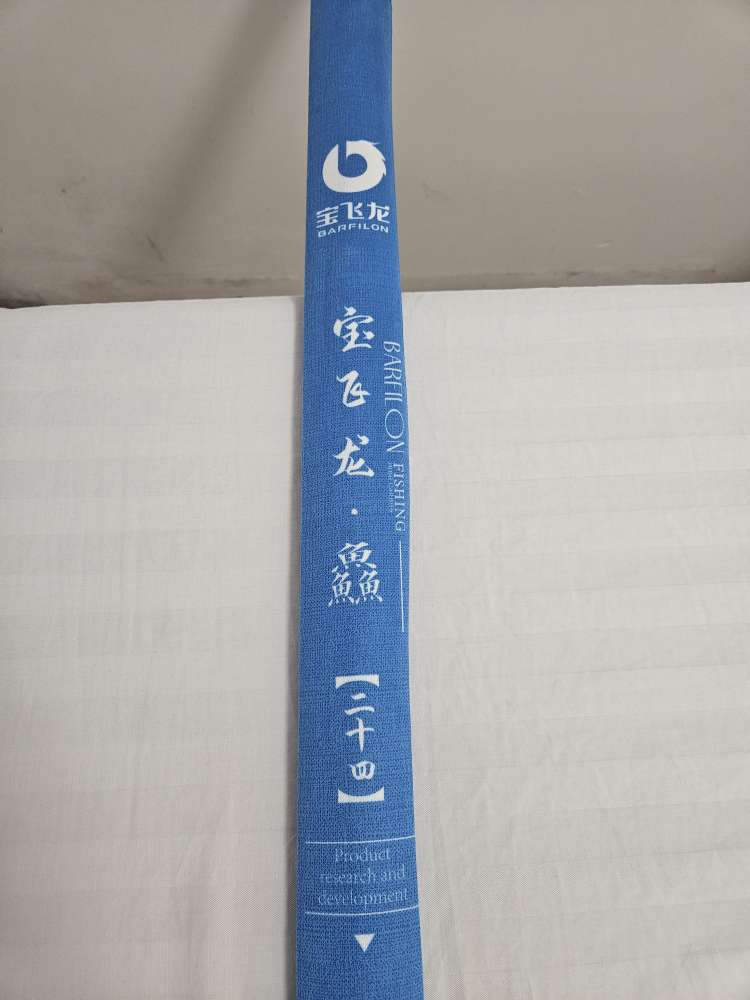 宝飞龙
BARFILON
宝飞龙·鱻
BARFILON FISHING
【二十四】
Product
research and
development